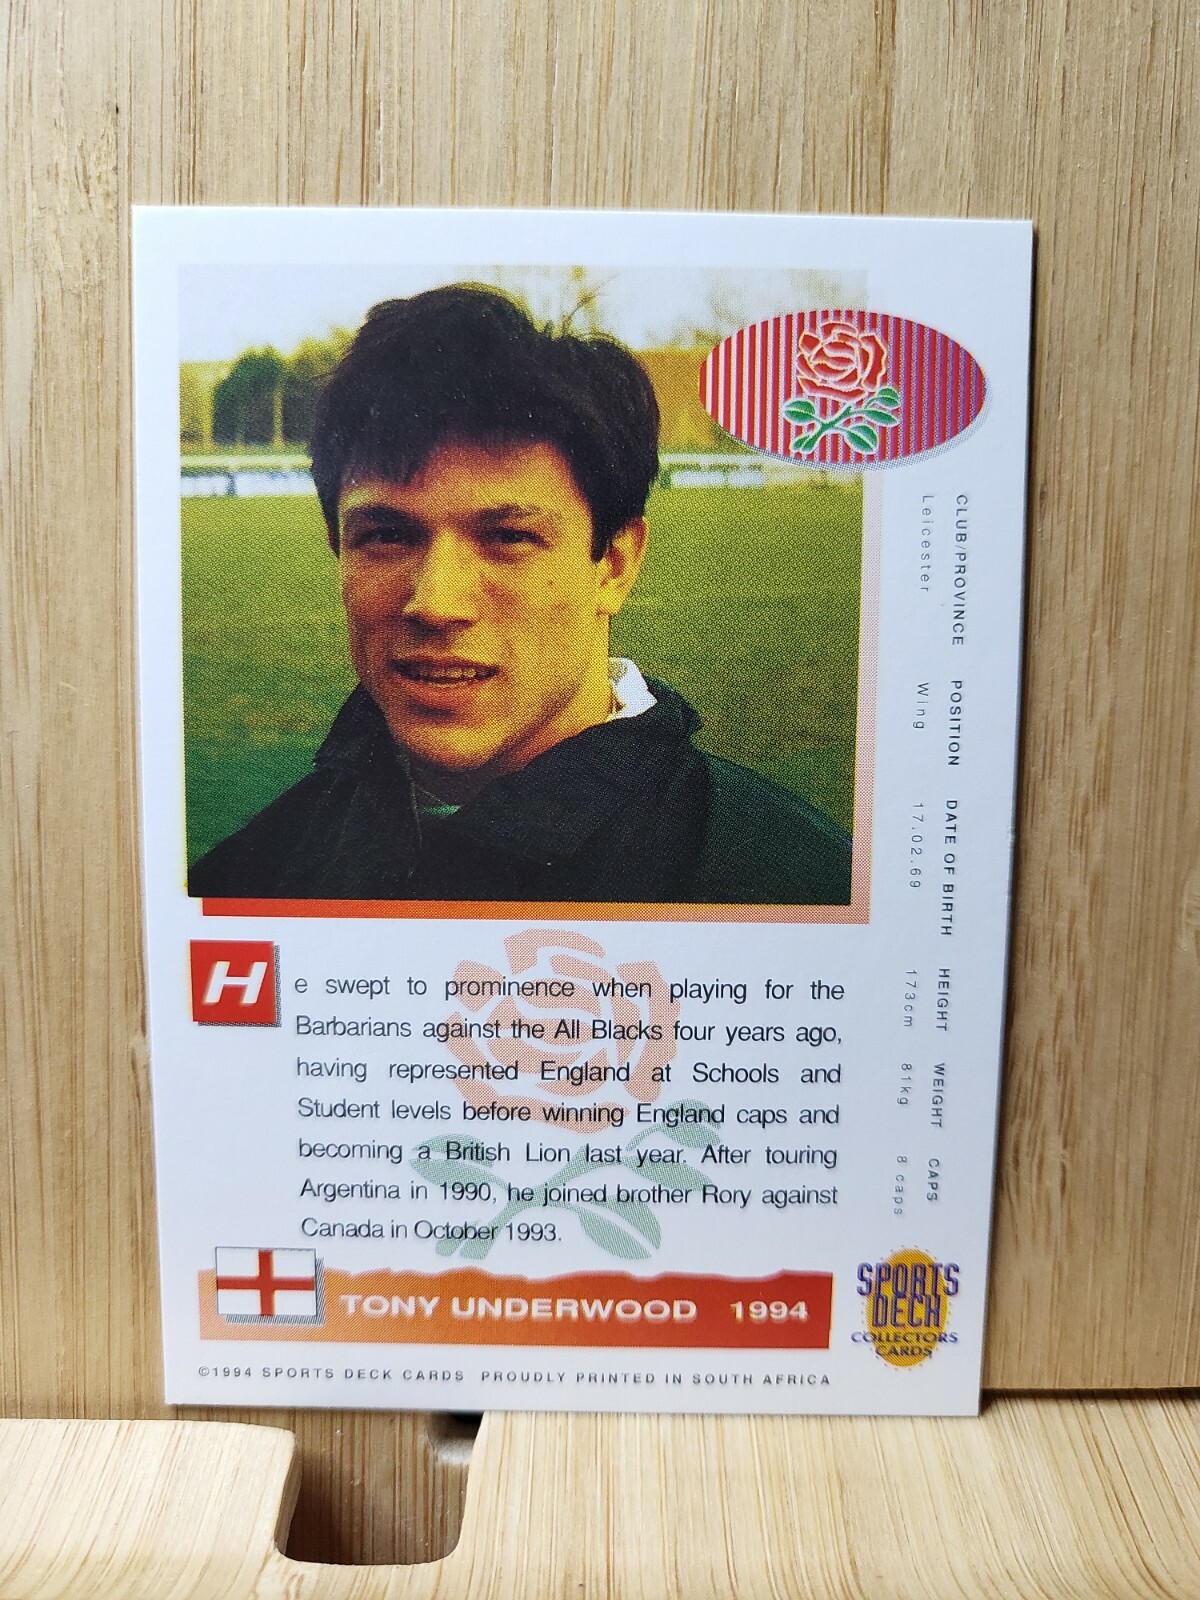 CLUB/PROVINCE POSITION DATE OF BIRTH HEIGHT WEIGHT CAPS
Leicester Wing 17.02.69 173cm 81kg 8 caps
He swept to prominence when playing for the
Barbarians against the All Blacks four years ago,
having represented England at Schools and
Student levels before winning England caps and
becoming a British Lion last year. After touring
Argentina in 1990, he joined brother Rory against
Canada in October 1993.
TONY UNDERWOOD 1994
SPORTS
DECK
COLLECTORS
CARDS
©1994 SPORTS DECK CARDS PROUDLY PRINTED IN SOUTH AFRICA